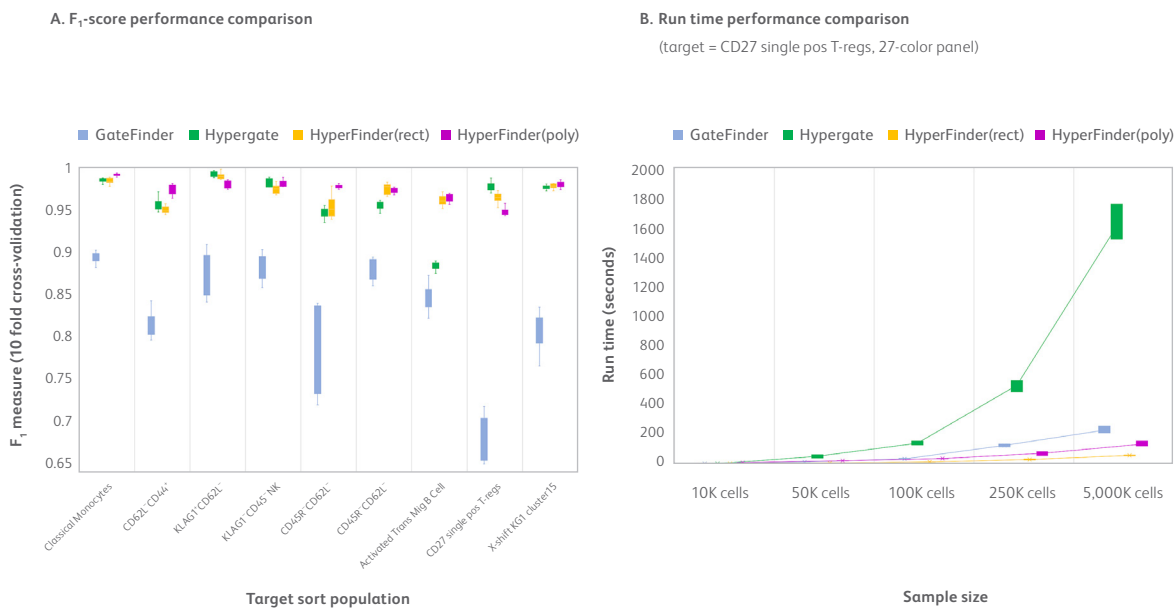 A. F₁-score performance comparison
GateFinder
Hypergate
HyperFinder(rect)
HyperFinder(poly)
F₁ measure (10 fold cross-validation)
1
0.95
0.9
0.85
0.8
0.75
0.7
0.65
Classical Monocytes
CD62L⁻CD44⁺
KLAG1⁺CD62L⁻
KLAG1⁻CD45⁻NK
CD45R⁻CD62L⁻
CD45R⁻CD62L⁻
Activated Trans Mig B Cell
CD27 single pos T-regs
X-shift KG1 cluster15
Target sort population
B. Run time performance comparison
(target = CD27 single pos T-regs, 27-color panel)
GateFinder
Hypergate
HyperFinder(rect)
HyperFinder(poly)
Run time (seconds)
2000
1800
1600
1400
1200
1000
800
600
400
200
0
10K cells
50K cells
100K cells
250K cells
5,000K cells
Sample size